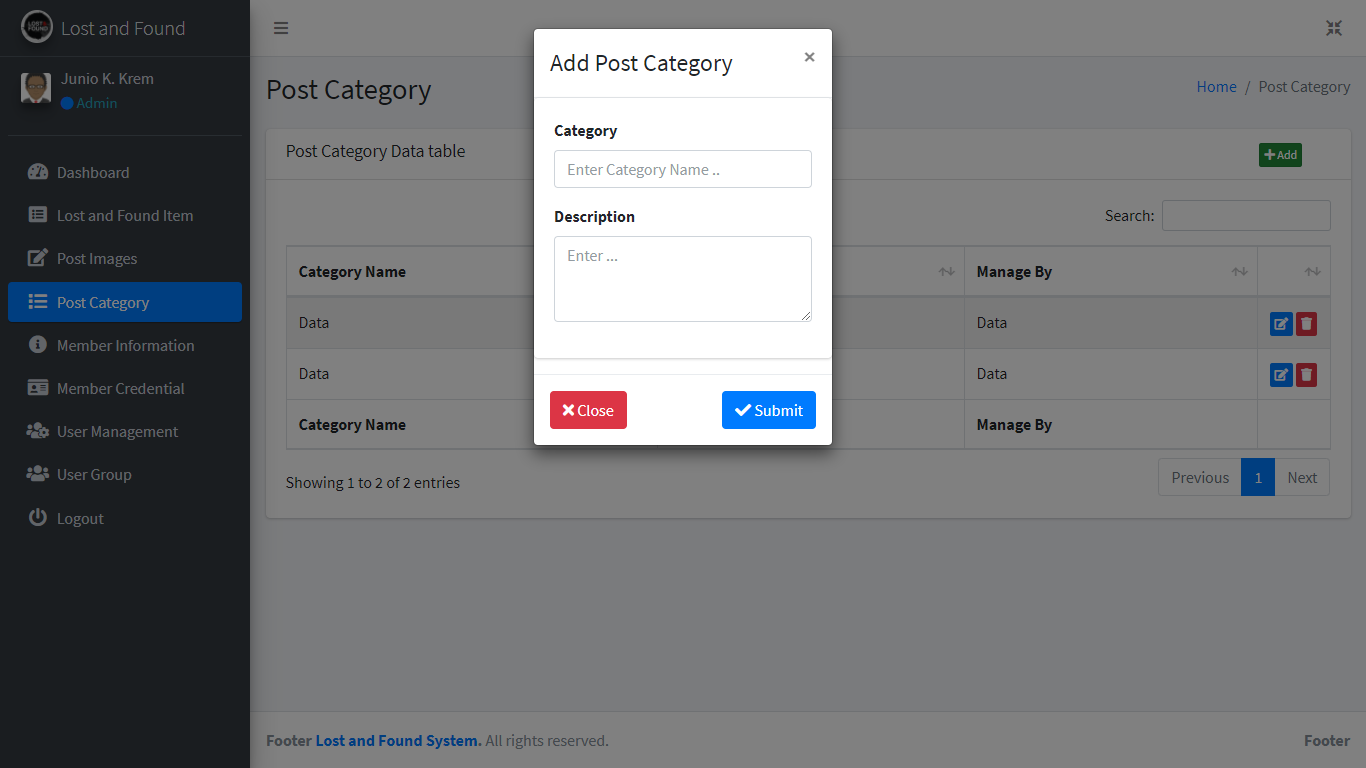 Lost and Found
Junio K. Krem
Admin
Dashboard
Lost and Found Item
Post Images
Post Category
Member Information
Member Credential
User Management
User Group
Logout
Post Category
Home / Post Category
Post Category Data table
Add
Search:
Category Name Manage By
Data Data
Data Data
Category Name Manage By
Showing 1 to 2 of 2 entries
Previous 1 Next
Add Post Category
×
Category
Enter Category Name ..
Description
Enter ...
Close
Submit
Footer Lost and Found System. All rights reserved.
Footer